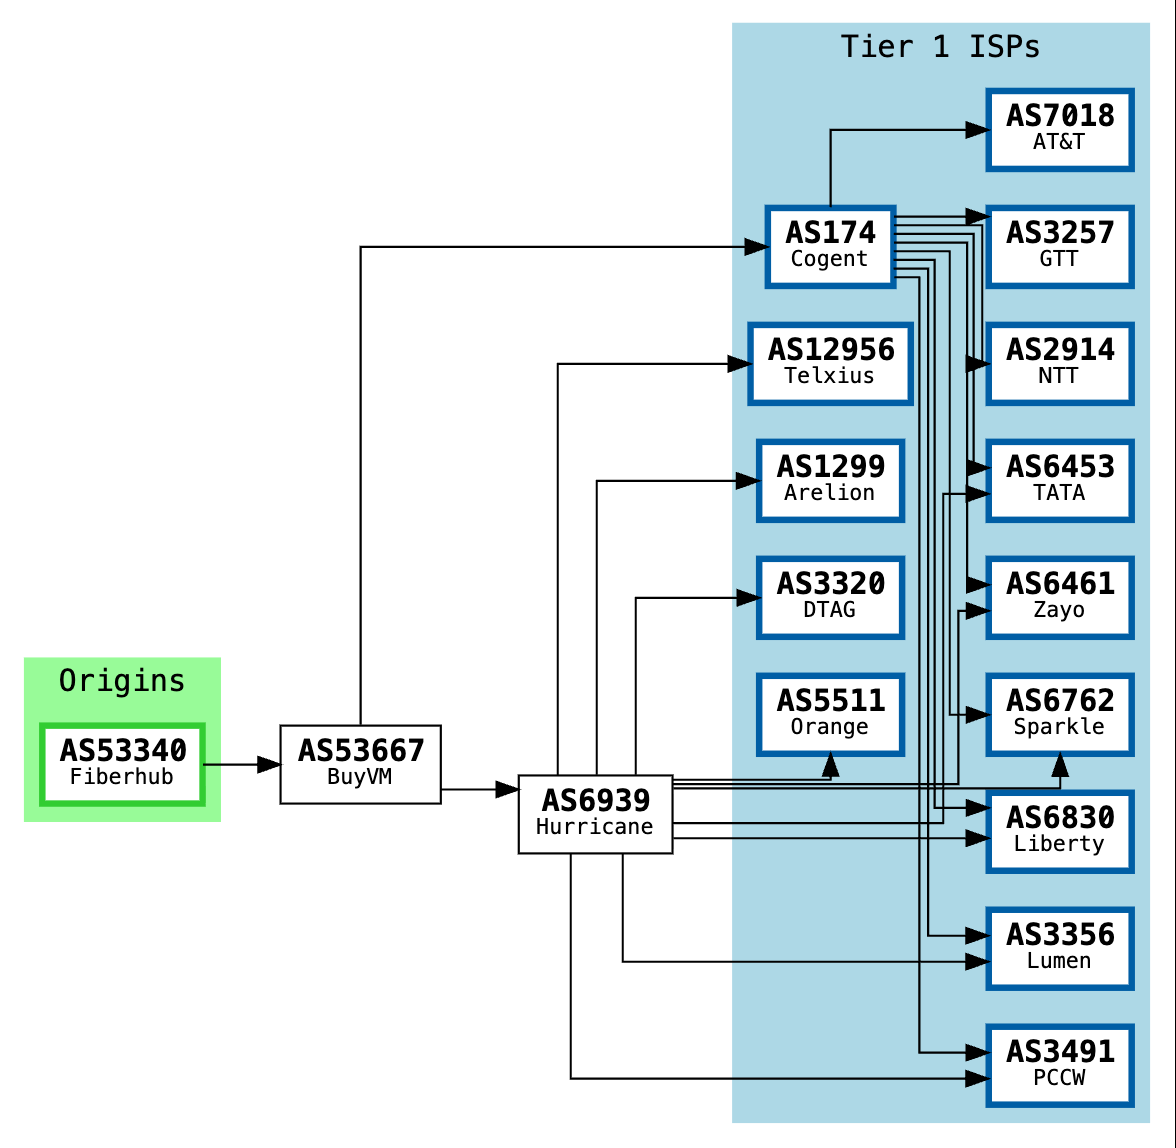 Tier 1 ISPs
AS7018
AT&T
AS174
Cogent
AS3257
GTT
AS12956
Telxius
AS2914
NTT
AS1299
Arelion
AS6453
TATA
AS3320
DTAG
AS6461
Zayo
Origins
AS53340
Fiberhub
AS53667
BuyVM
AS6939
Hurricane
AS5511
Orange
AS6762
Sparkle
AS6830
Liberty
AS3356
Lumen
AS3491
PCCW